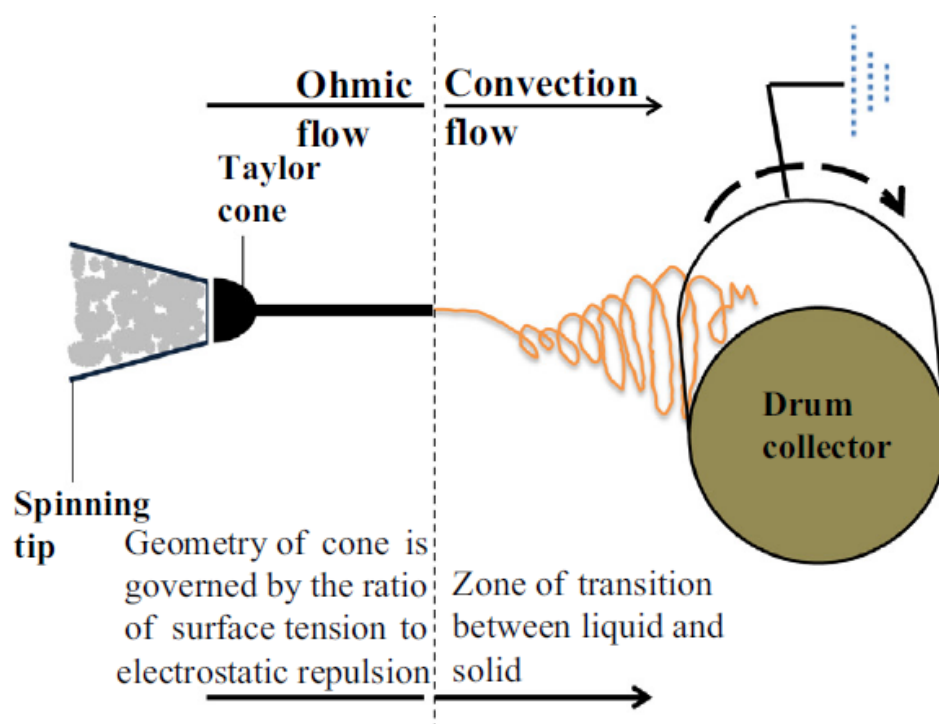 Ohmic
flow
Convection
flow
Taylor
cone
Drum
collector
Spinning
tip
Geometry of cone is
governed by the ratio
of surface tension to
electrostatic repulsion
Zone of transition
between liquid and
solid